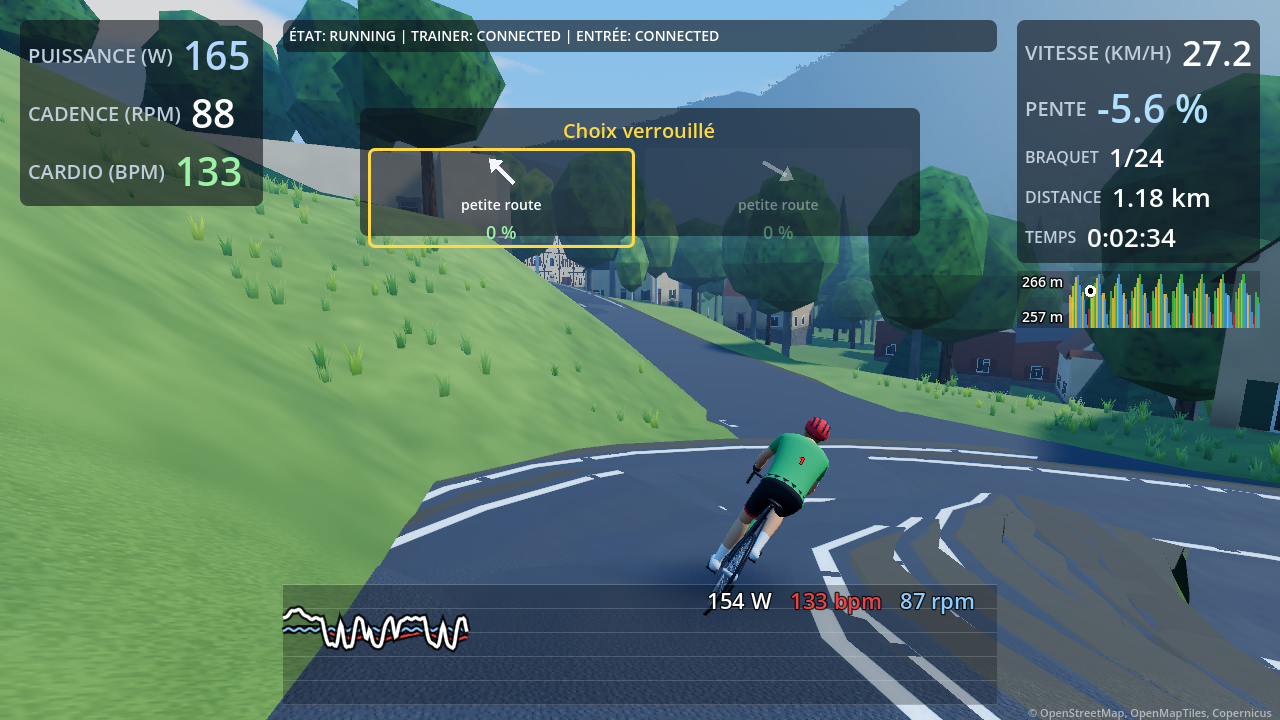 PUISSANCE (W) 165
CADENCE (RPM) 88
CARDIO (BPM) 133
ÉTAT: RUNNING | TRAINER: CONNECTED | ENTRÉE: CONNECTED
Choix verrouillé
petite route
0 %
petite route
0 %
VITESSE (KM/H) 27.2
PENTE -5.6 %
BRAQUET 1/24
DISTANCE 1.18 km
TEMPS 0:02:34
266 m
257 m
1
154 W 133 bpm 87 rpm
© OpenStreetMap, OpenMapTiles, Copernicus